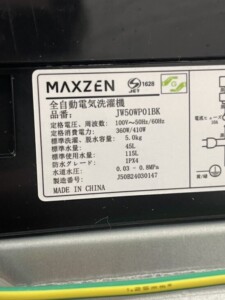 MAXZEN
JET 1628
全自動電気洗濯機
品番: JW50WP01BK
定格電圧、周波数: 100V〜50Hz/60Hz
定格消費電力: 360W/410W
標準洗濯、脱水容量: 5.0kg
標準水量: 45L
標準使用水量: 115L
防水グレード: IPX4
水道水圧: 0.03 - 0.8MPa
製造番号: J50B24030147
MADE IN CHINA